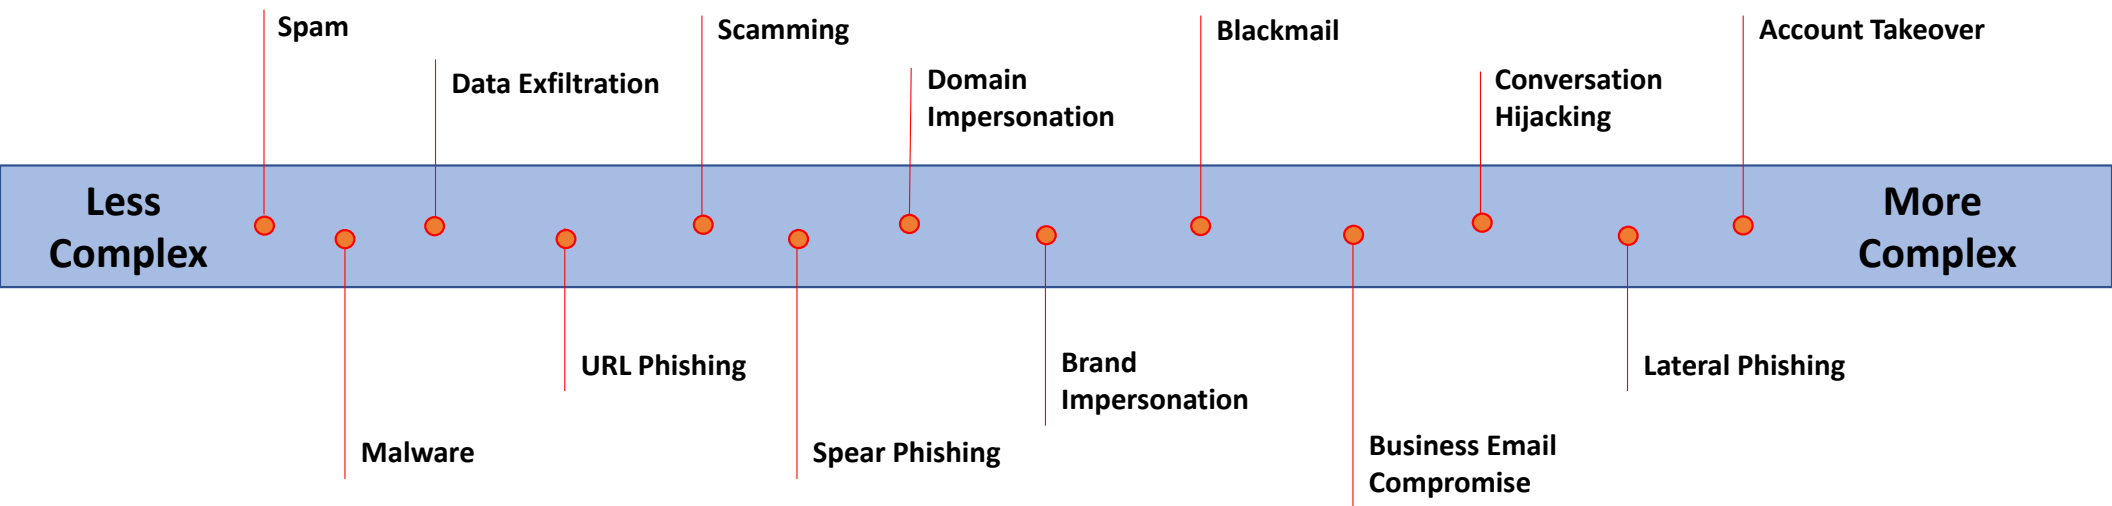 Spam
Scamming
Blackmail
Account Takeover
Data Exfiltration
Domain
Impersonation
Conversation
Hijacking
Less
Complex
More
Complex
URL Phishing
Brand
Impersonation
Lateral Phishing
Malware
Spear Phishing
Business Email
Compromise